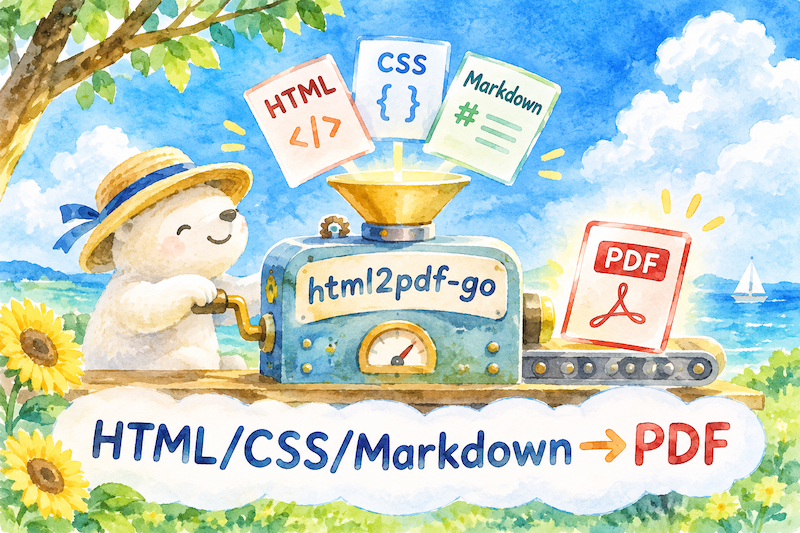 HTML
</>
CSS
{ }
Markdown
#
html2pdf-go
PDF
HTML/CSS/Markdown → PDF